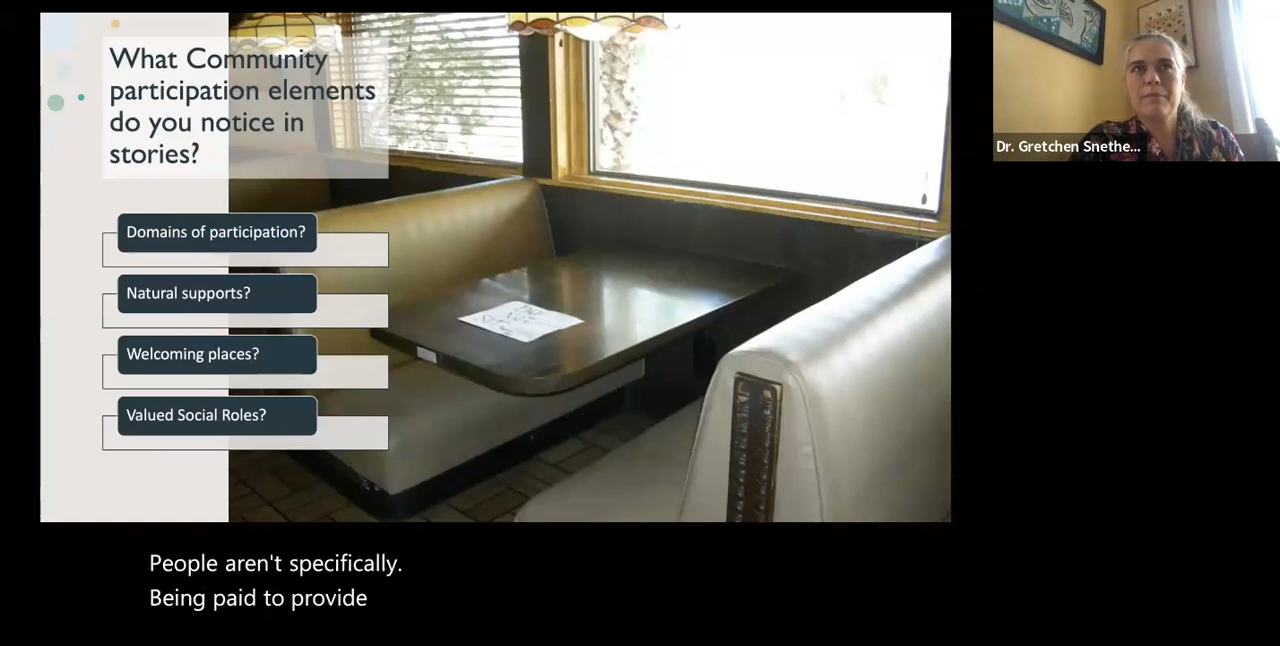 What Community
participation elements
do you notice in
stories?
Domains of participation?
Natural supports?
Welcoming places?
Valued Social Roles?
Dr. Gretchen Snethe...
People aren't specifically.
Being paid to provide